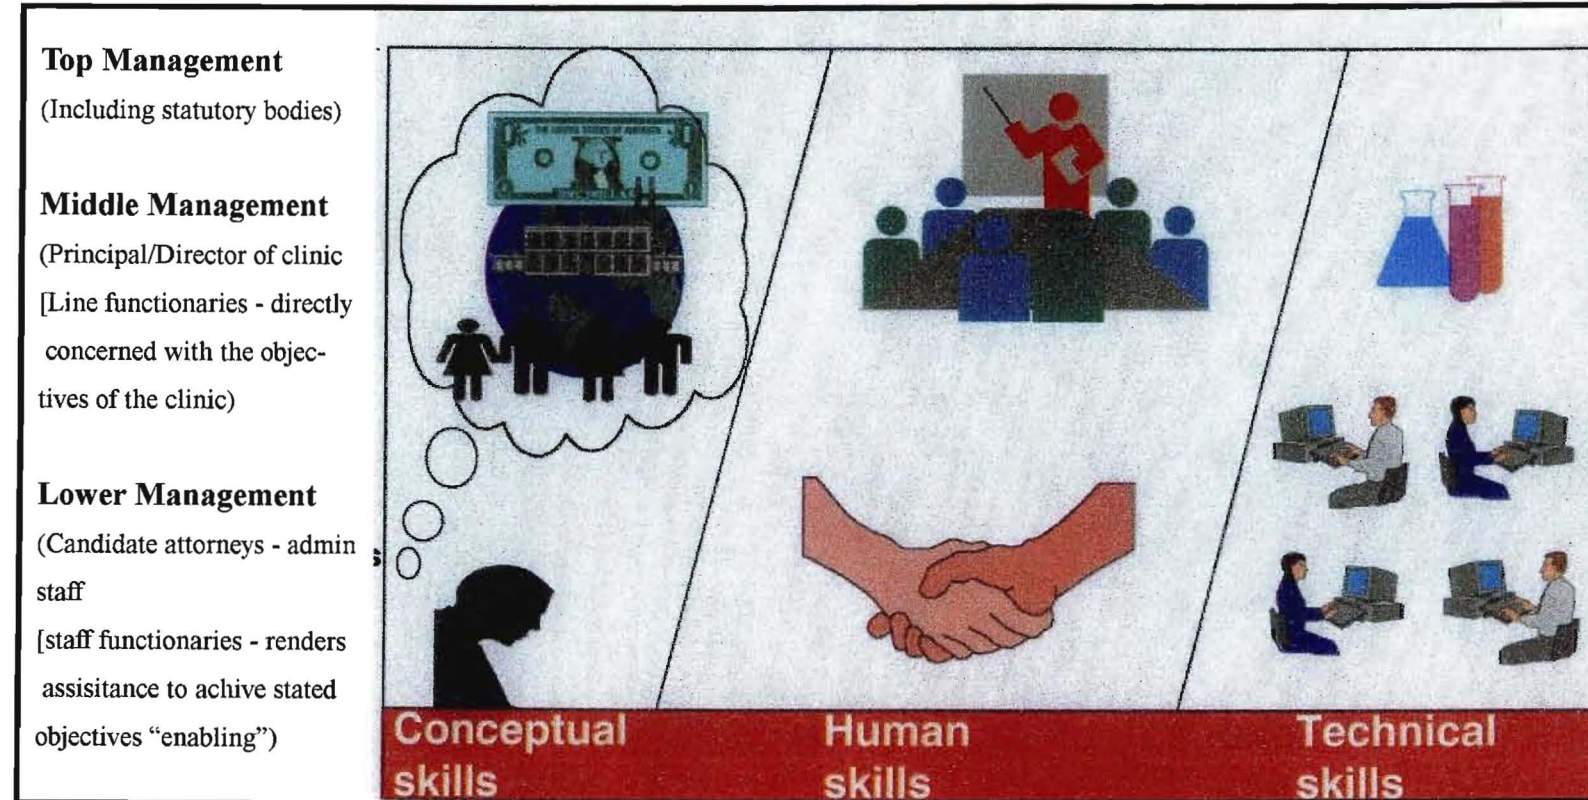 Top Management
(Including statutory bodies)
Middle Management
(Principal/Director of clinic
[Line functionaries - directly
concerned with the objec-
tives of the clinic)
Lower Management
(Candidate attorneys - admin
staff
[staff functionaries - renders
assisitance to achive stated
objectives “enabling”)
Conceptual
skills
Human
skills
Technical
skills